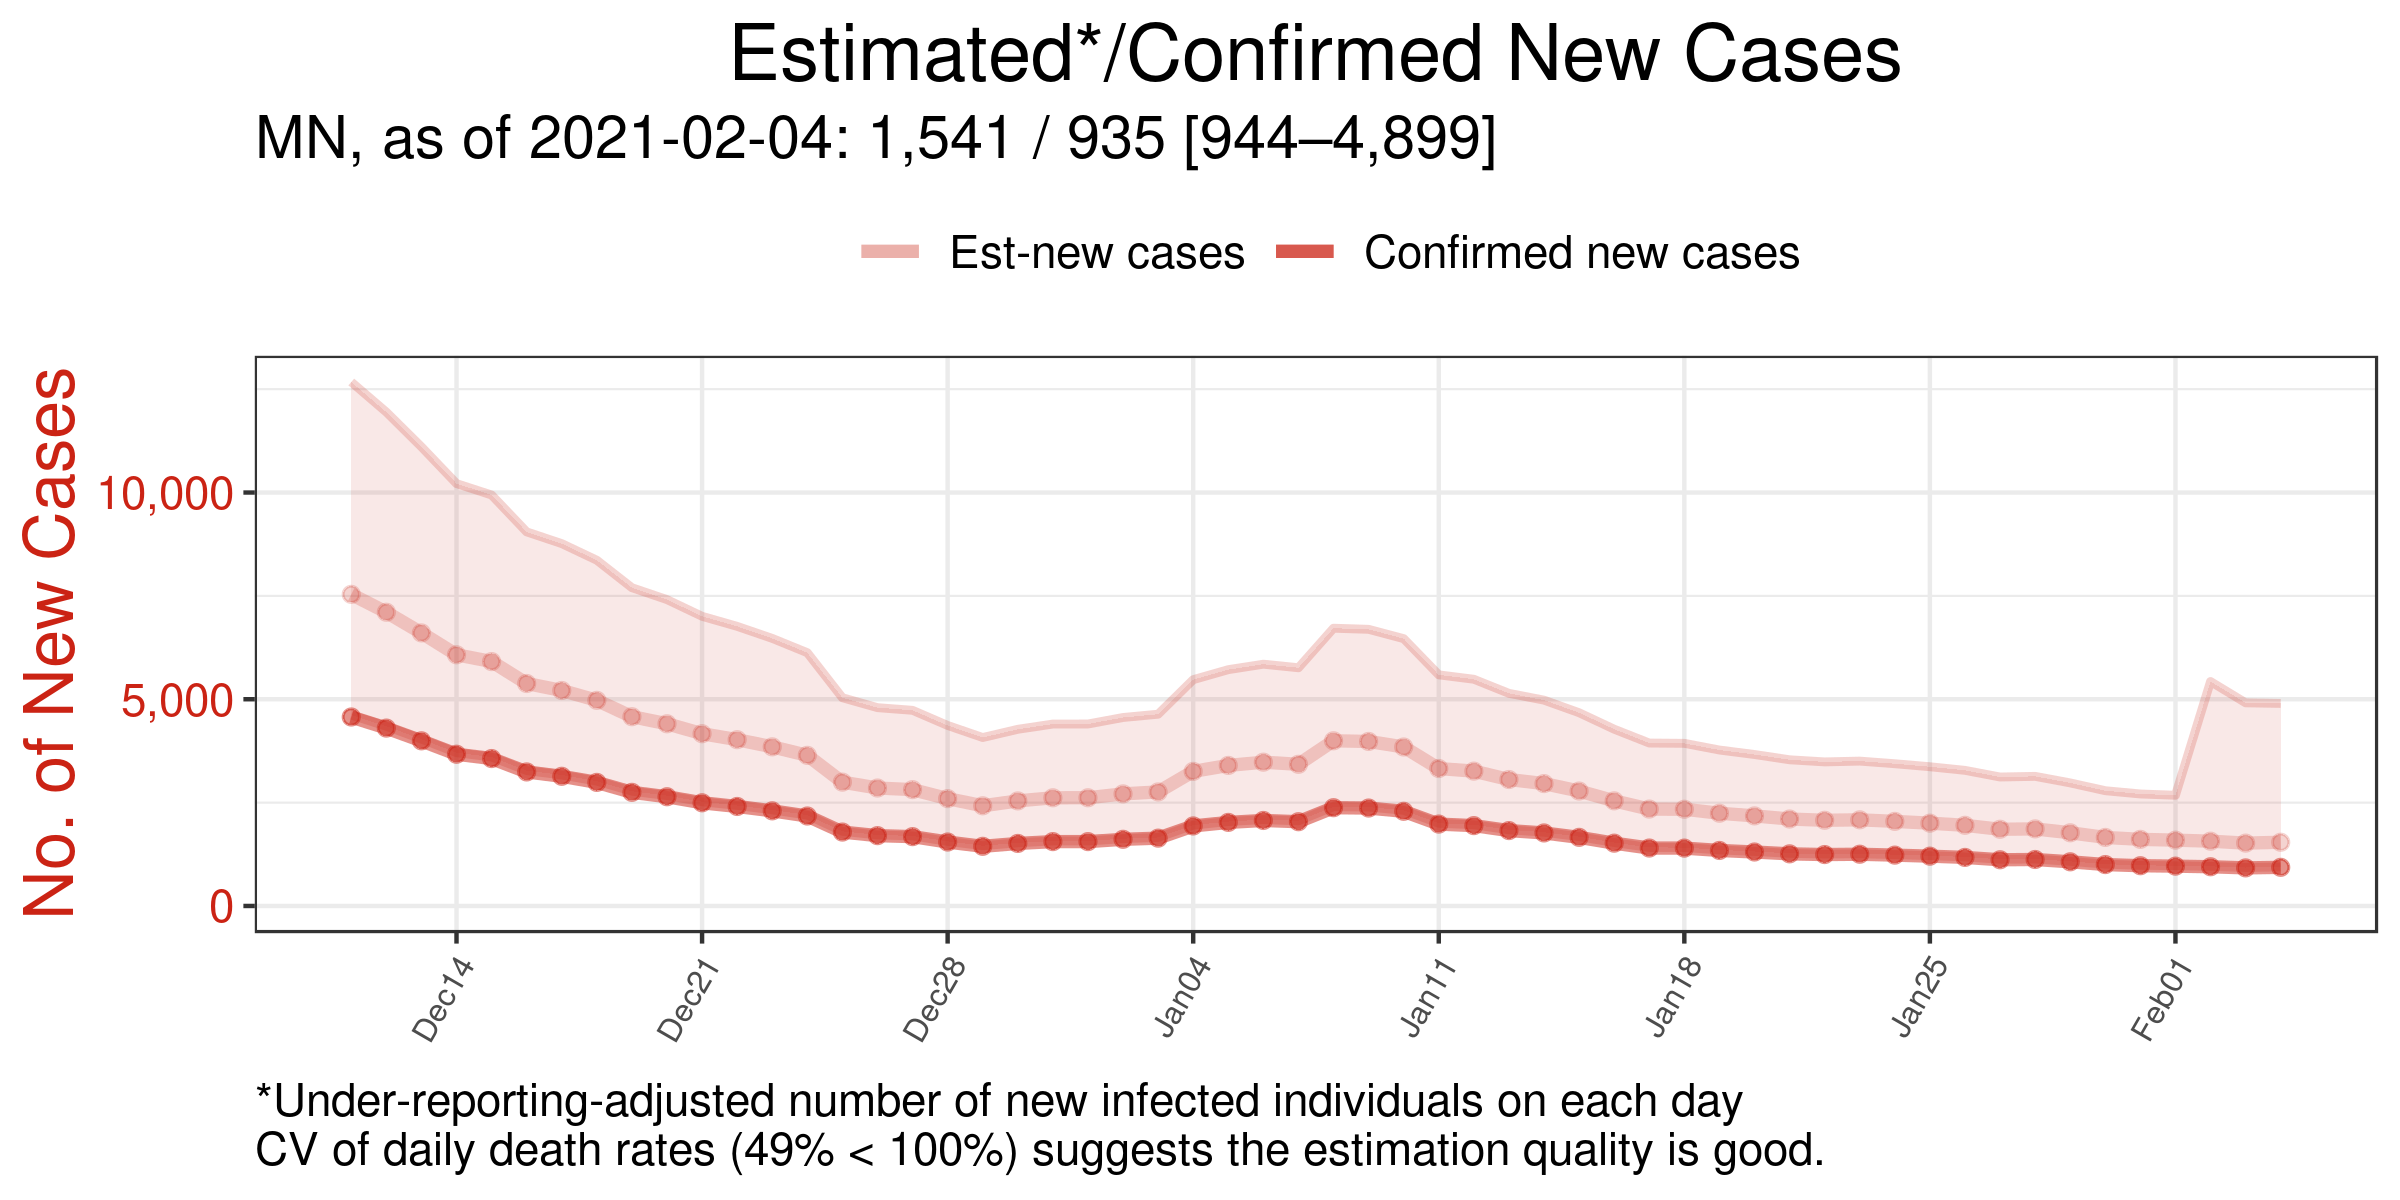 Estimated*/Confirmed New Cases
MN, as of 2021-02-04: 1,541 / 935 [944–4,899]
Est-new cases
Confirmed new cases
No. of New Cases
10,000
5,000
0
Dec14
Dec21
Dec28
Jan04
Jan11
Jan18
Jan25
Feb01
*Under-reporting-adjusted number of new infected individuals on each day
CV of daily death rates (49% < 100%) suggests the estimation quality is good.